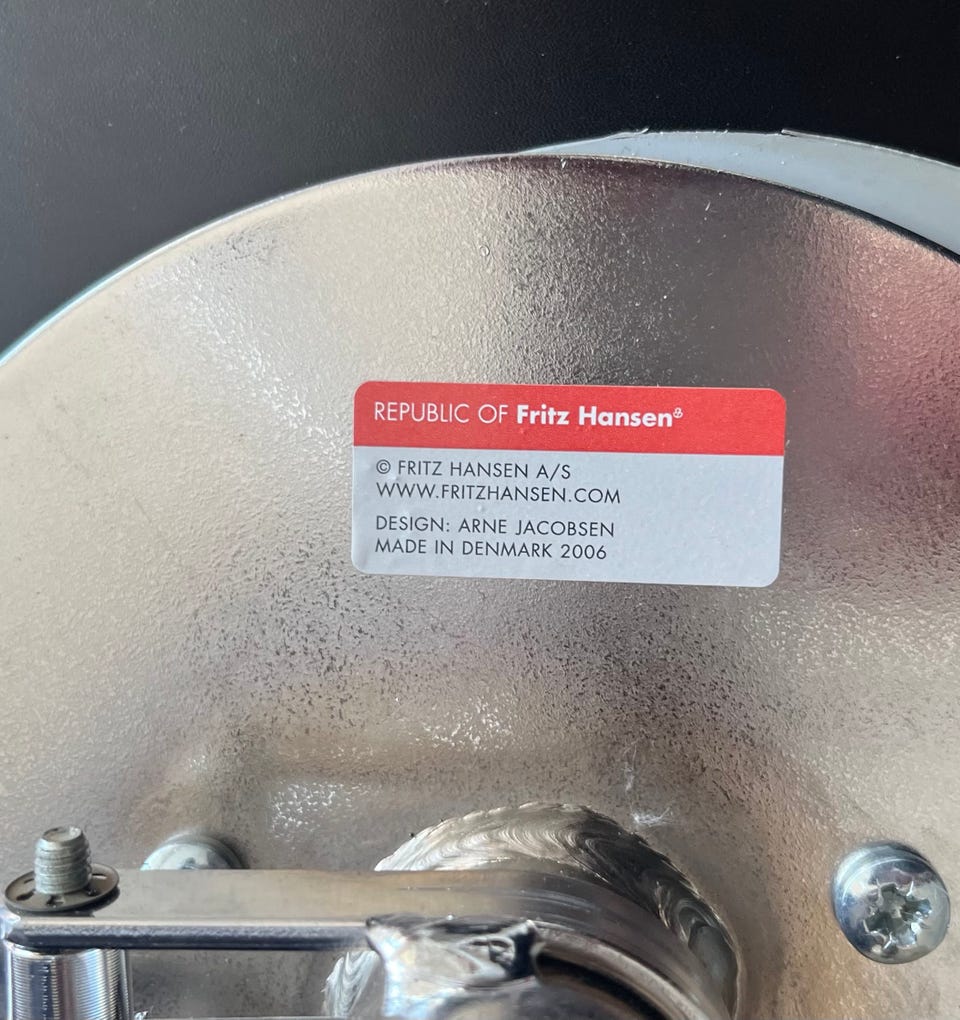 REPUBLIC OF Fritz Hansen
© FRITZ HANSEN A/S
WWW.FRITZHANSEN.COM
DESIGN: ARNE JACOBSEN
MADE IN DENMARK 2006